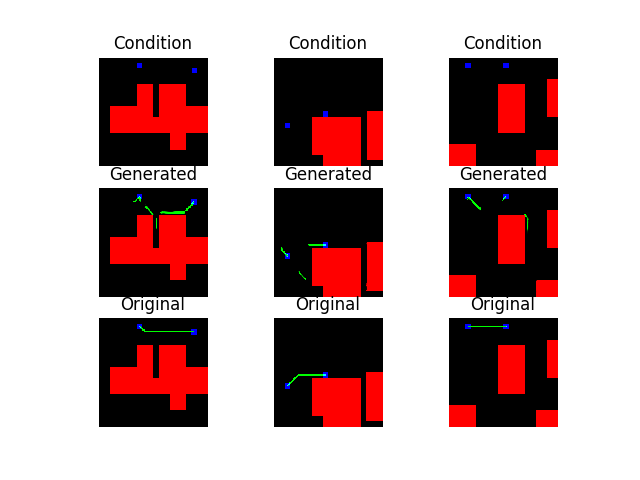 Condition
Condition
Condition
Generated
Generated
Generated
Original
Original
Original